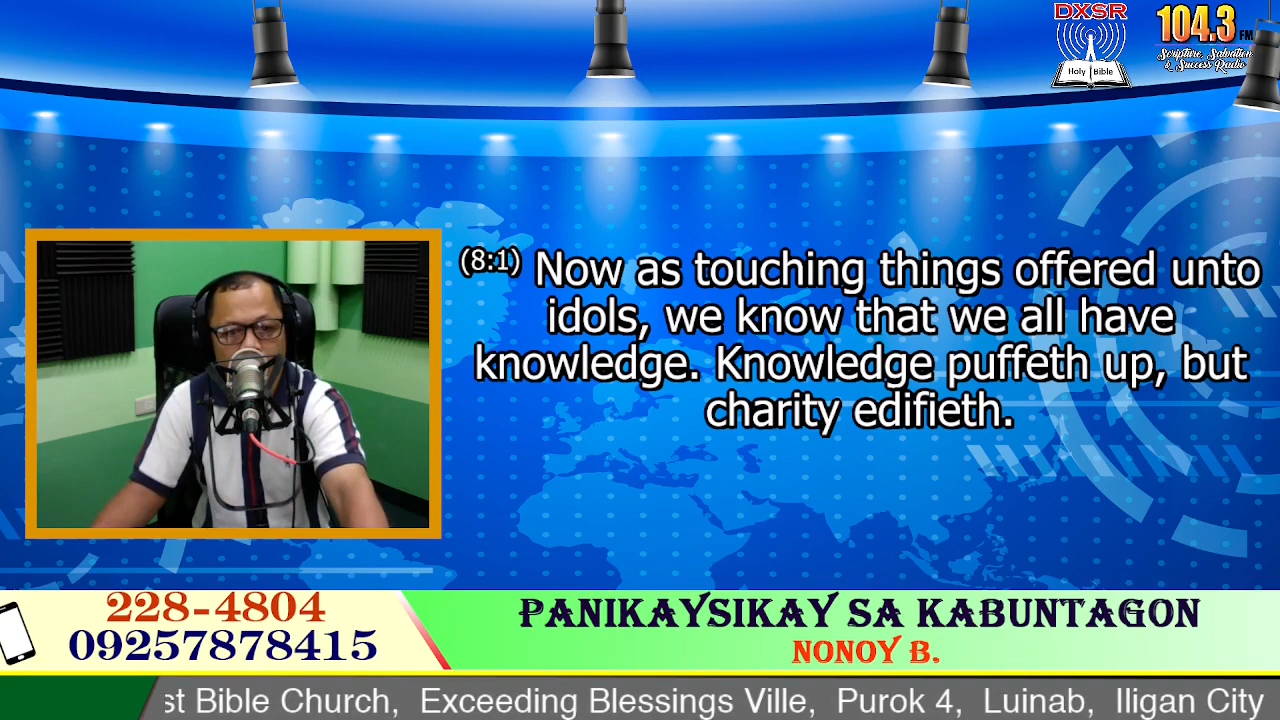 DXSR
Holy Bible
104.3 FM
Scripture, Salvation
& Success Radio
(8:1) Now as touching things offered unto
idols, we know that we all have
knowledge. Knowledge puffeth up, but
charity edifieth.
228-4804
09257878415
PANIKAYSIKAY SA KABUNTAGON
NONOY B.
st Bible Church, Exceeding Blessings Ville, Purok 4, Luinab, Iligan City